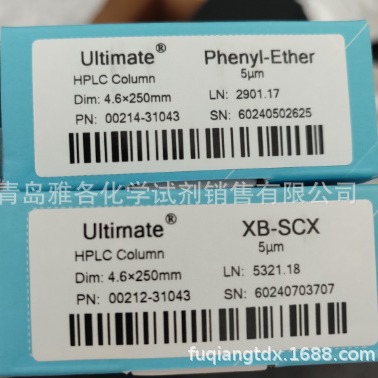 Ultimate® Phenyl-Ether
HPLC Column 5µm
Dim: 4.6×250mm LN: 2901.17
PN: 00214-31043 SN: 60240502625
青岛雅各化学试剂销售有限公司
Ultimate® XB-SCX
HPLC Column 5µm
Dim: 4.6×250mm LN: 5321.18
PN: 00212-31043 SN: 60240703707
fuqiangtdx.1688.com